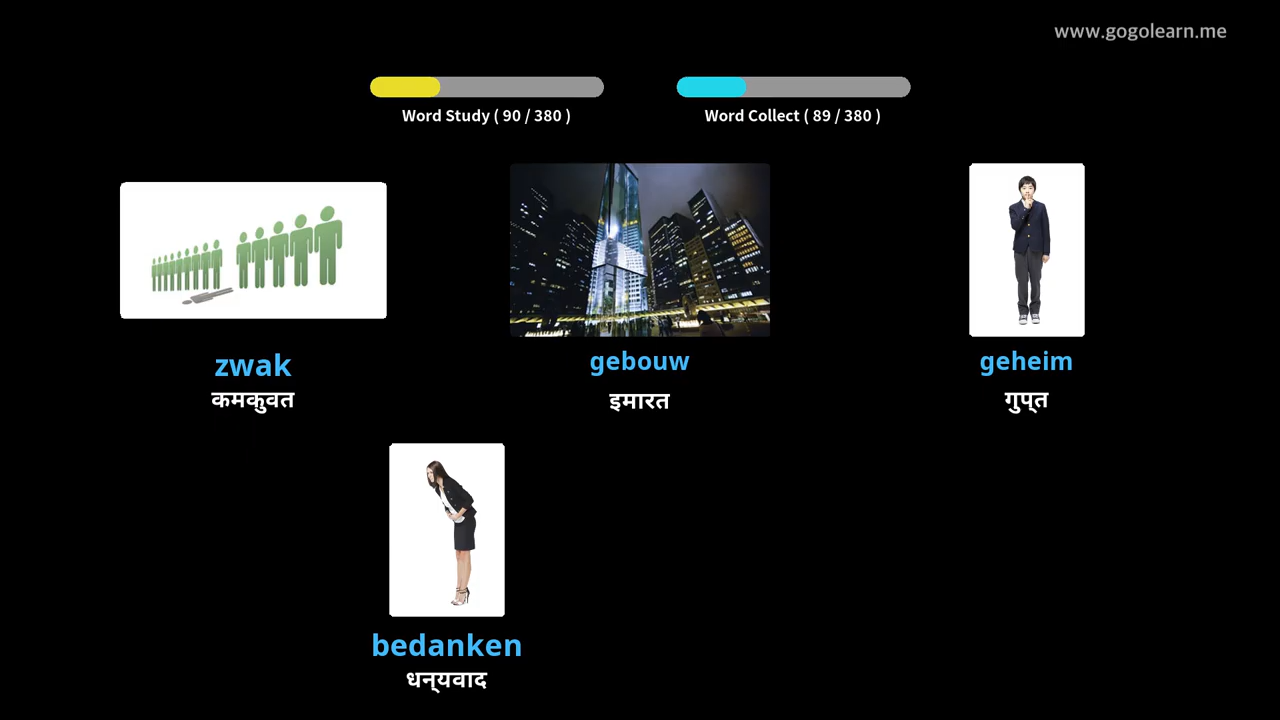 www.gogolearn.me
Word Study ( 90 / 380 )
Word Collect ( 89 / 380 )
zwak
gebouw
geheim
कमकुवत
इमारत
गुप्त
bedanken
धन्यवाद